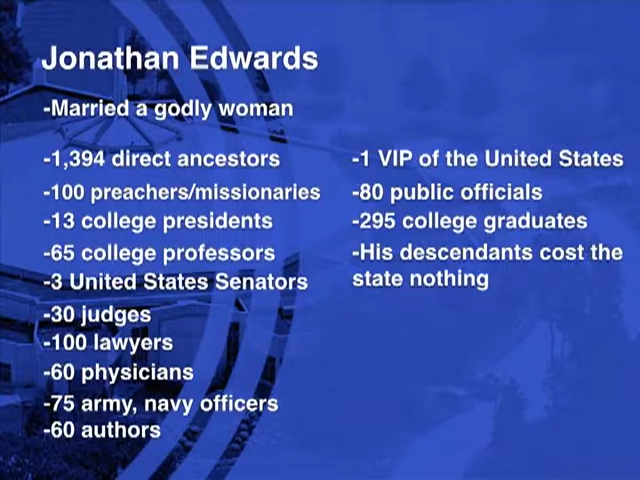 Jonathan Edwards
-Married a godly woman
-1,394 direct ancestors
-100 preachers/missionaries
-13 college presidents
-65 college professors
-3 United States Senators
-30 judges
-100 lawyers
-60 physicians
-75 army, navy officers
-60 authors
-1 VIP of the United States
-80 public officials
-295 college graduates
-His descendants cost the
state nothing